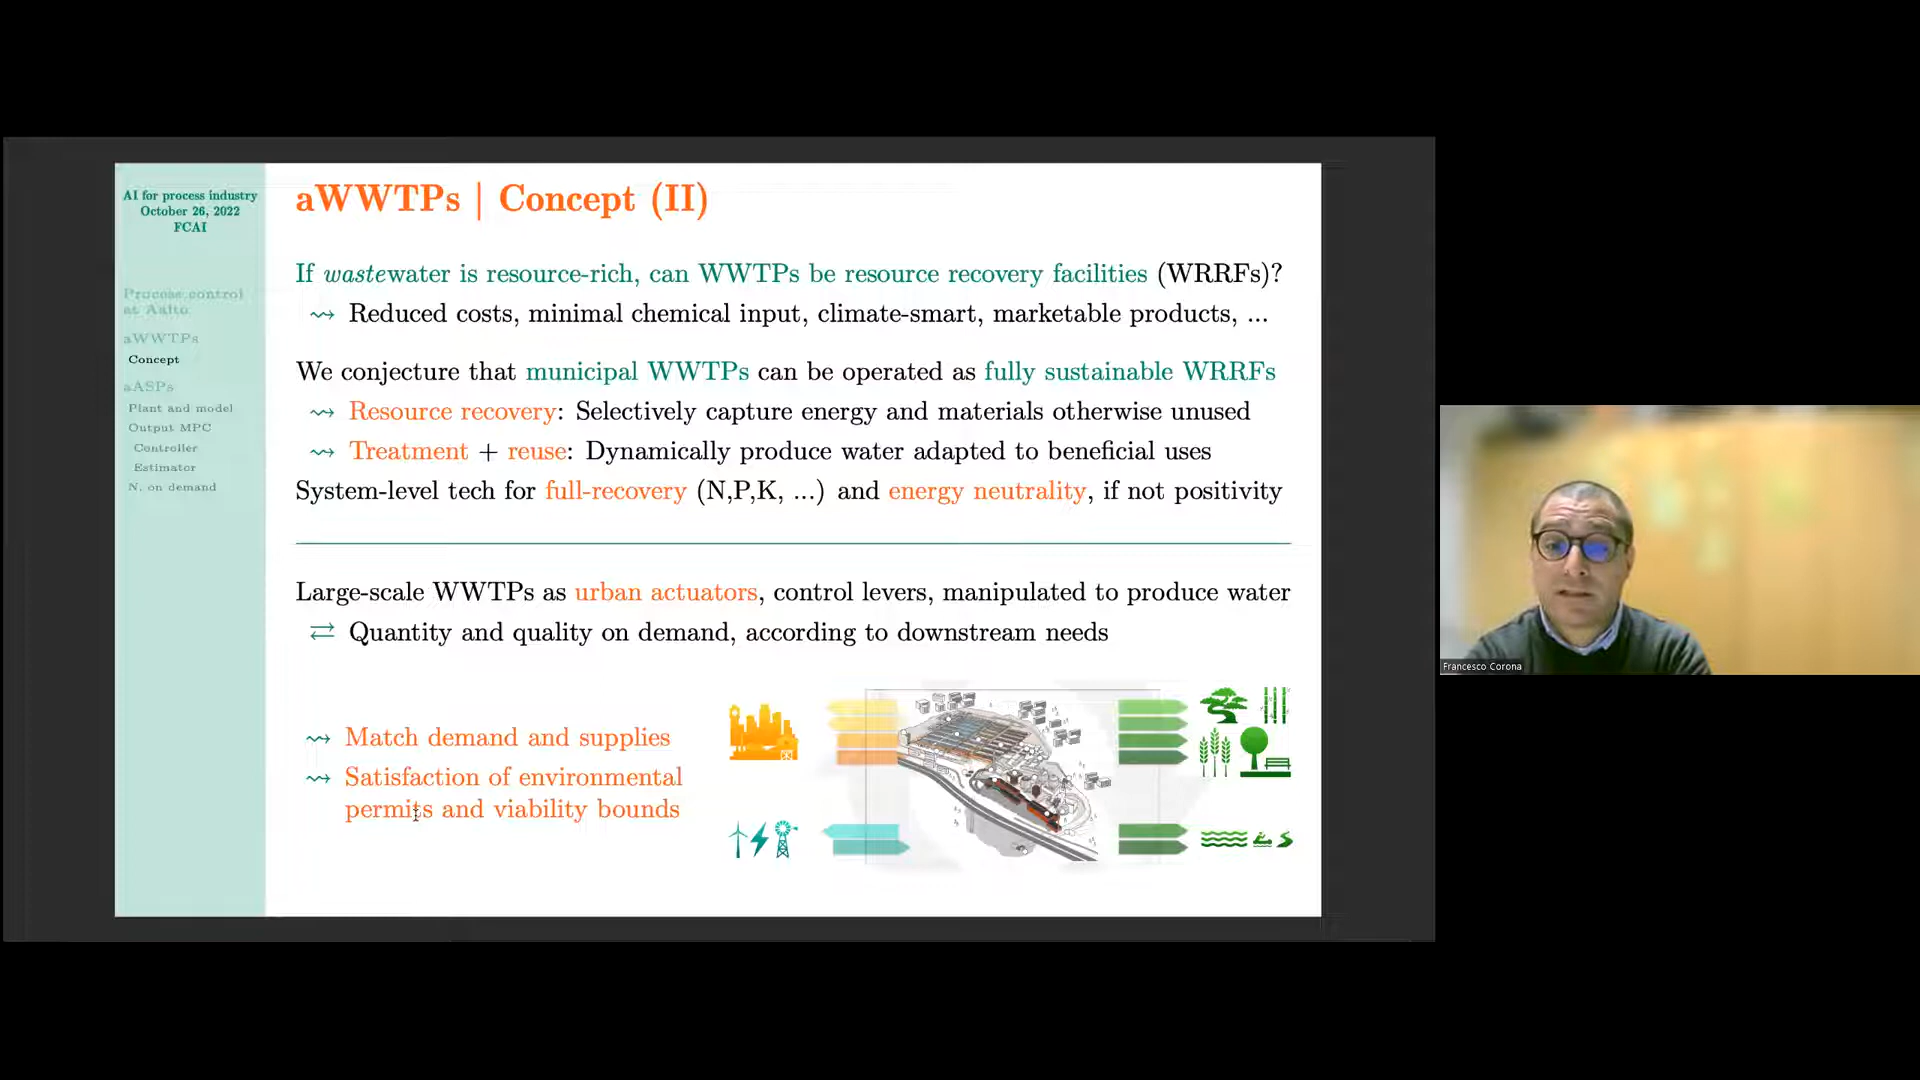 AI for process industry
October 26, 2022
FCAI
Process control
at Aalto
aWWTPs
Concept
aASPs
Plant and model
Output MPC
Controller
Estimator
N. on demand
aWWTPs | Concept (II)
If wastewater is resource-rich, can WWTPs be resource recovery facilities (WRRFs)?
⇝ Reduced costs, minimal chemical input, climate-smart, marketable products, ...
We conjecture that municipal WWTPs can be operated as fully sustainable WRRFs
⇝ Resource recovery: Selectively capture energy and materials otherwise unused
⇝ Treatment + reuse: Dynamically produce water adapted to beneficial uses
System-level tech for full-recovery (N,P,K, ...) and energy neutrality, if not positivity
Large-scale WWTPs as urban actuators, control levers, manipulated to produce water
⇄ Quantity and quality on demand, according to downstream needs
⇝ Match demand and supplies
⇝ Satisfaction of environmental
permits and viability bounds
Francesco Corona